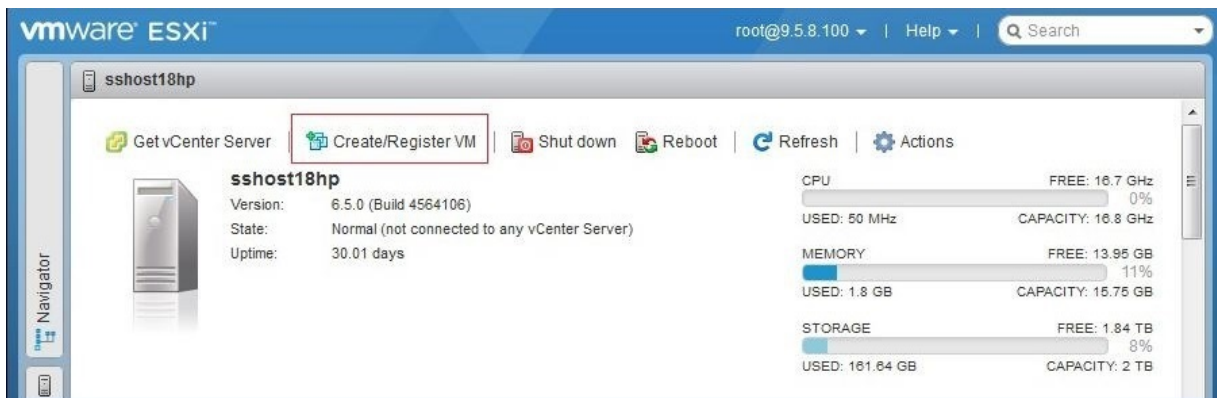 vmware ESXi™
root@9.5.8.100 | Help | Search
sshost18hp
Get vCenter Server | Create/Register VM | Shut down Reboot | Refresh | Actions
sshost18hp
Version: 6.5.0 (Build 4564106)
State: Normal (not connected to any vCenter Server)
Uptime: 30.01 days
CPU FREE: 16.7 GHz
0%
USED: 50 MHz CAPACITY: 16.8 GHz
MEMORY FREE: 13.95 GB
11%
USED: 1.8 GB CAPACITY: 15.75 GB
STORAGE FREE: 1.84 TB
8%
USED: 161.64 GB CAPACITY: 2 TB
Navigator